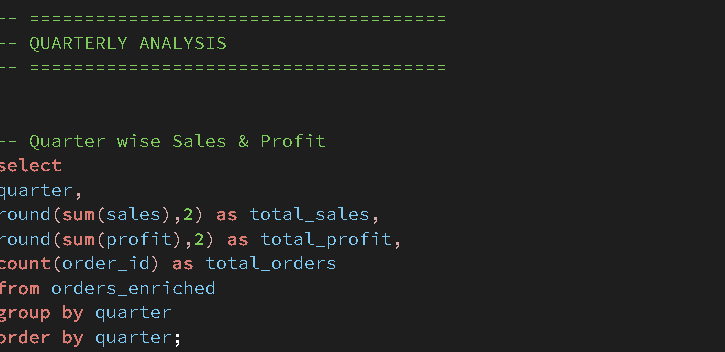 -- ======================================
-- QUARTERLY ANALYSIS
-- ======================================
-- Quarter wise Sales & Profit
select
quarter,
round(sum(sales),2) as total_sales,
round(sum(profit),2) as total_profit,
count(order_id) as total_orders
from orders_enriched
group by quarter
order by quarter;